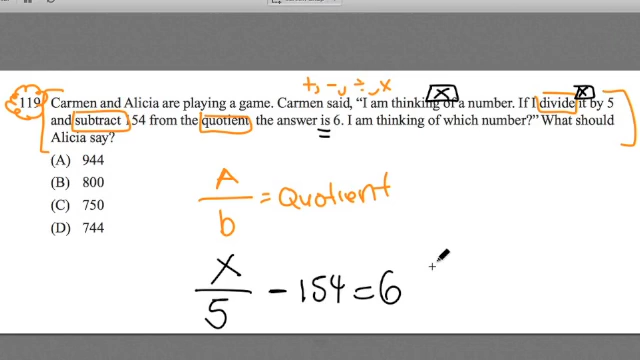 +, -, ÷, x
119 Carmen and Alicia are playing a game. Carmen said, "I am thinking of a number. If I divide it by 5
and subtract 154 from the quotient, the answer is 6. I am thinking of which number?" What should
Alicia say?
X
X
=
(A) 944
(B) 800
(C) 750
(D) 744
A/b = Quotient
X/5 - 154 = 6